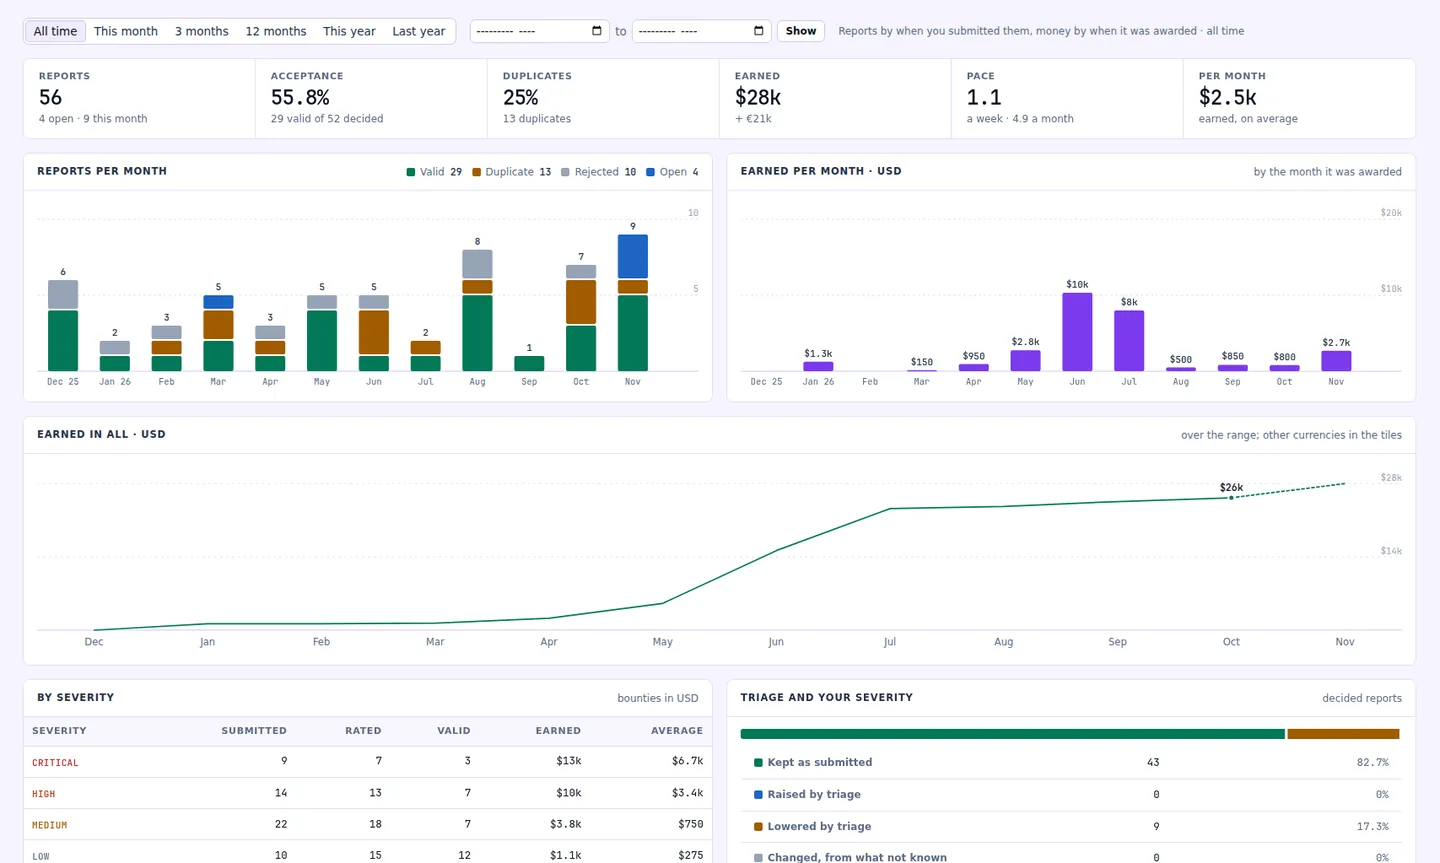 All time This month 3 months 12 months This year Last year --------- ---- to --------- ---- Show Reports by when you submitted them, money by when it was awarded · all time
REPORTS
56
4 open · 9 this month
ACCEPTANCE
55.8%
29 valid of 52 decided
DUPLICATES
25%
13 duplicates
EARNED
$28k
+ €21k
PACE
1.1
a week · 4.9 a month
PER MONTH
$2.5k
earned, on average
REPORTS PER MONTH
Valid 29 Duplicate 13 Rejected 10 Open 4
10
5
6 2 3 5 3 5 5 2 8 1 7 9
Dec 25 Jan 26 Feb Mar Apr May Jun Jul Aug Sep Oct Nov
EARNED PER MONTH · USD
by the month it was awarded
$20k
$10k
$1.3k $150 $950 $2.8k $10k $8k $500 $850 $800 $2.7k
Dec 25 Jan 26 Feb Mar Apr May Jun Jul Aug Sep Oct Nov
EARNED IN ALL · USD
over the range; other currencies in the tiles
$28k
$26k
$14k
Dec Jan Feb Mar Apr May Jun Jul Aug Sep Oct Nov
BY SEVERITY
bounties in USD
SEVERITY SUBMITTED RATED VALID EARNED AVERAGE
CRITICAL 9 7 3 $13k $6.7k
HIGH 14 13 7 $10k $3.4k
MEDIUM 22 18 7 $3.8k $750
LOW 10 15 12 $1.1k $275
TRIAGE AND YOUR SEVERITY
decided reports
Kept as submitted 43 82.7%
Raised by triage 0 0%
Lowered by triage 9 17.3%
Changed, from what not known 0 0%